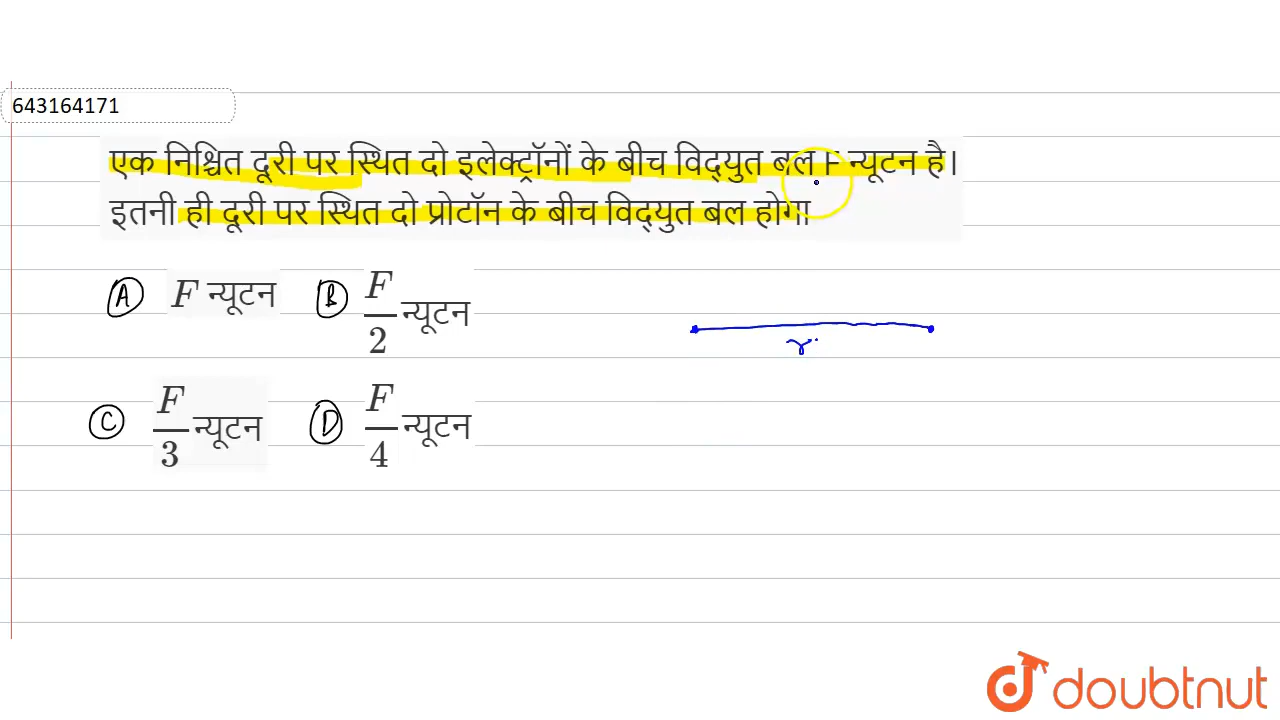 643164171
एक निश्चित दूरी पर स्थित दो इलेक्ट्रॉनों के बीच विद्युत बल F न्यूटन है।
इतनी ही दूरी पर स्थित दो प्रोटॉन के बीच विद्युत बल होगा
(A) F न्यूटन (B) F/2 न्यूटन
r
(C) F/3 न्यूटन (D) F/4 न्यूटन
doubtnut